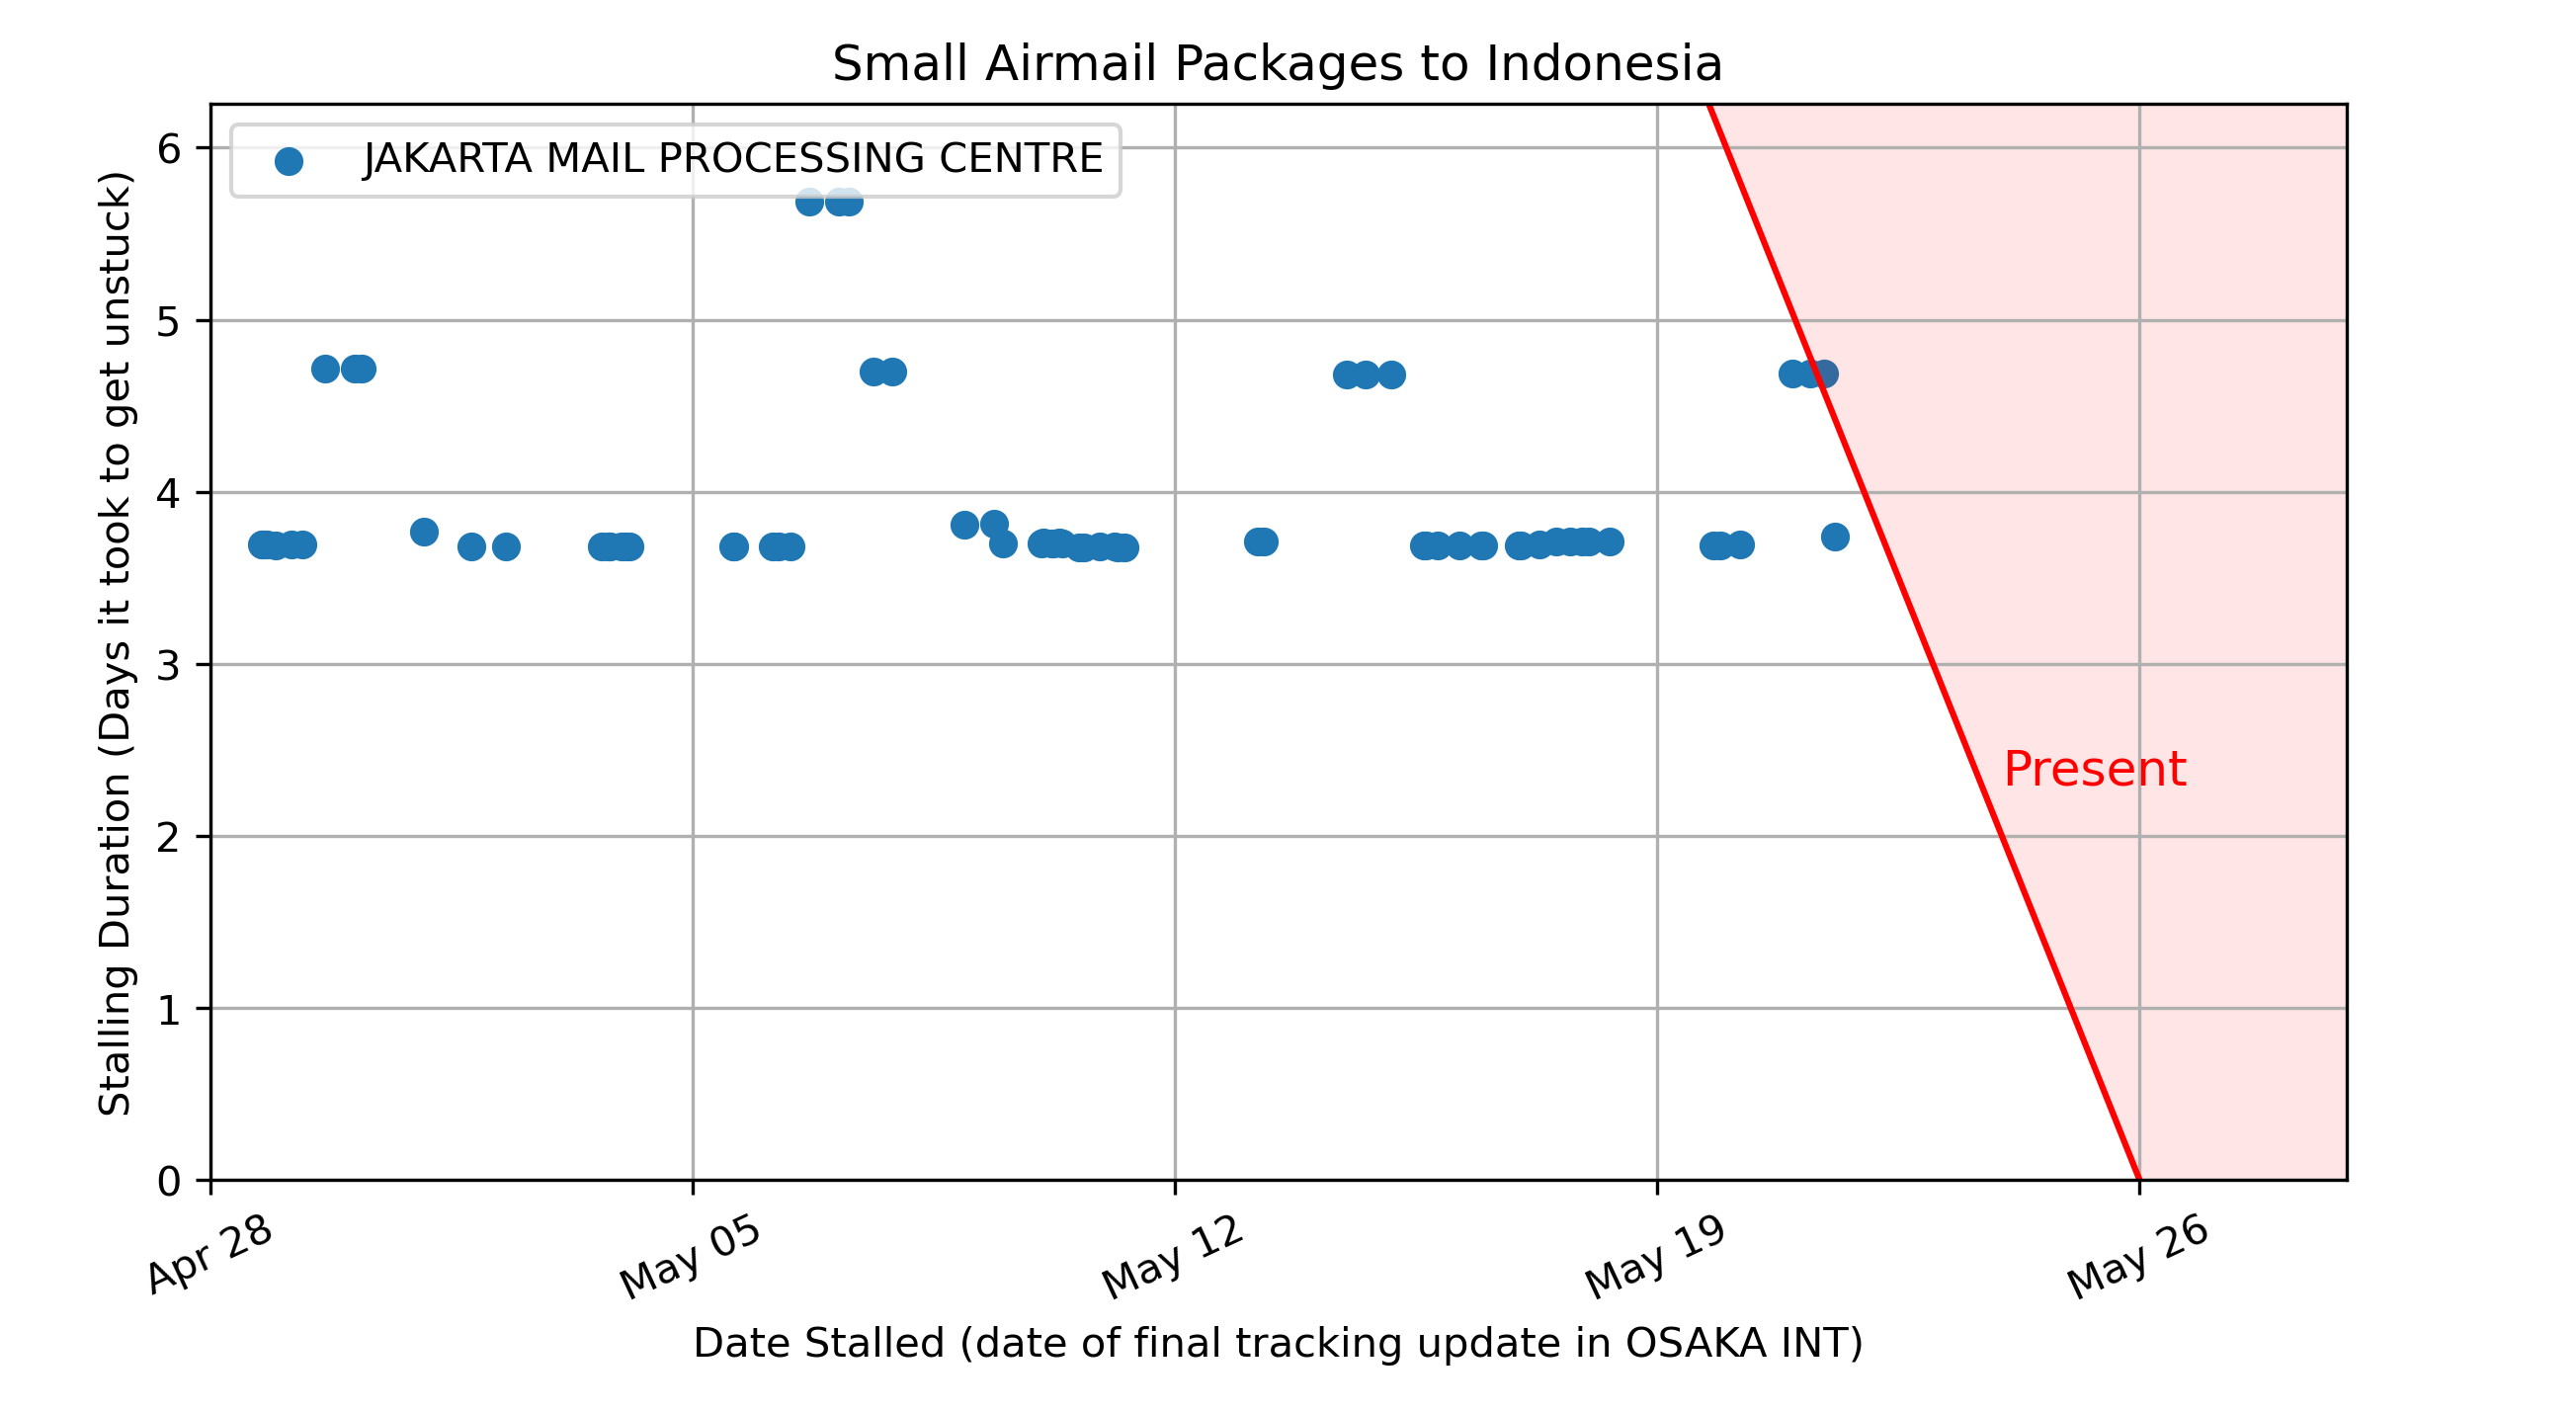 Small Airmail Packages to Indonesia
JAKARTA MAIL PROCESSING CENTRE
Stalling Duration (Days it took to get unstuck)
6
5
4
3
2
1
0
Present
Apr 28
May 05
May 12
May 19
May 26
Date Stalled (date of final tracking update in OSAKA INT)